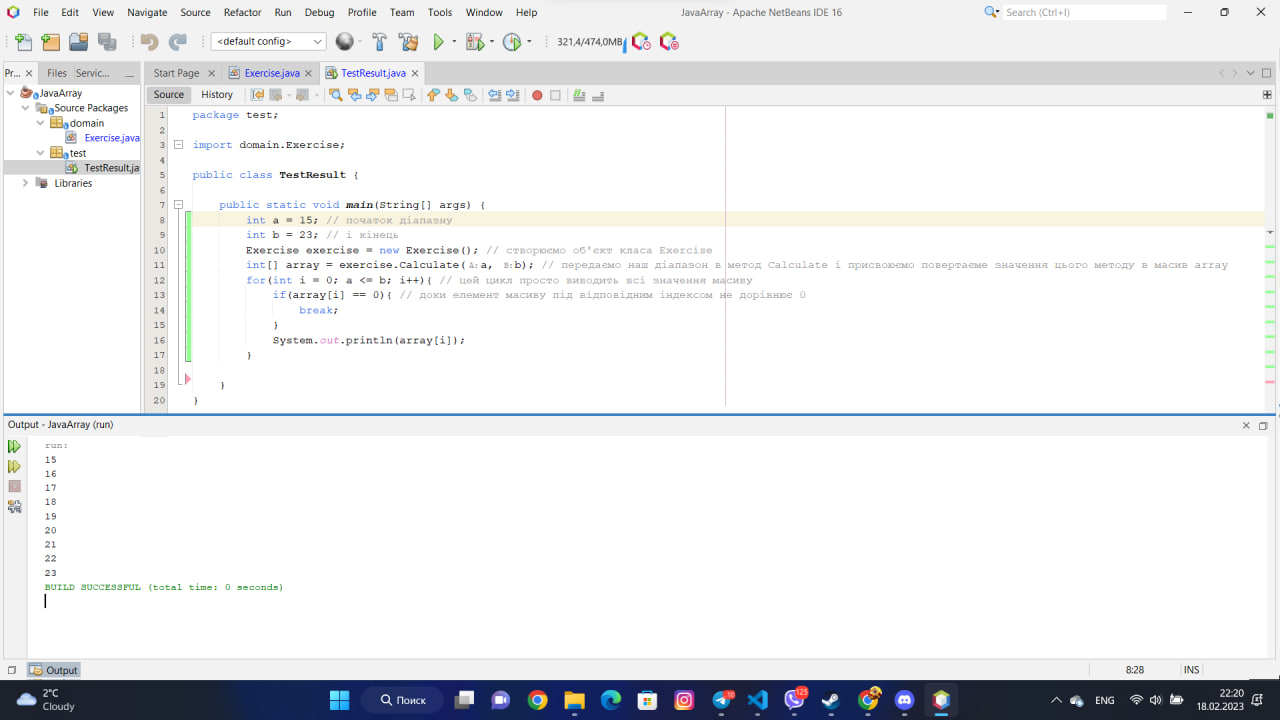 File Edit View Navigate Source Refactor Run Debug Profile Team Tools Window Help
JavaArray - Apache NetBeans IDE 16
Search (Ctrl+I)
<default config>
321,4/474,0MB
Pr... Files Servic...
Start Page Exercise.java TestResult.java
JavaArray
Source Packages
domain
Exercise.java
test
TestResult.ja
Libraries
Source History
1 package test;
2
3 import domain.Exercise;
4
5 public class TestResult {
6
7 public static void main(String[] args) {
8 int a = 15; // початок діапазну
9 int b = 23; // і кінець
10 Exercise exercise = new Exercise(); // створюємо об'єкт класа Exercise
11 int[] array = exercise.Calculate(A:a, B:b); // передаємо наш діапазон в метод Calculate і присвоюємо повертаєме значення цього методу в масив array
12 for(int i = 0; a <= b; i++){ // цей цикл просто виводить всі значення масиву
13 if(array[i] == 0){ // доки елемент масиву під відповідним індексом не дорівнює 0
14 break;
15 }
16 System.out.println(array[i]);
17 }
18
19 }
20 }
Output - JavaArray (run)
run:
15
16
17
18
19
20
21
22
23
BUILD SUCCESSFUL (total time: 0 seconds)
Output
8:28 INS
2°C
Cloudy
Поиск
10
125
ENG
22:20
18.02.2023